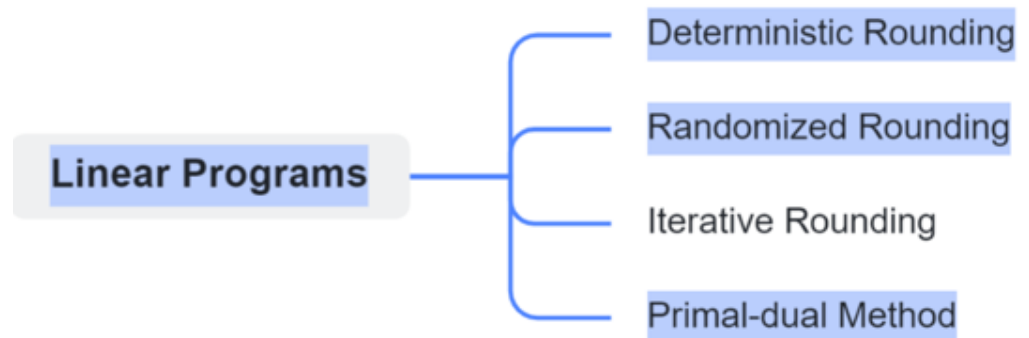 Linear Programs
Deterministic Rounding
Randomized Rounding
Iterative Rounding
Primal-dual Method